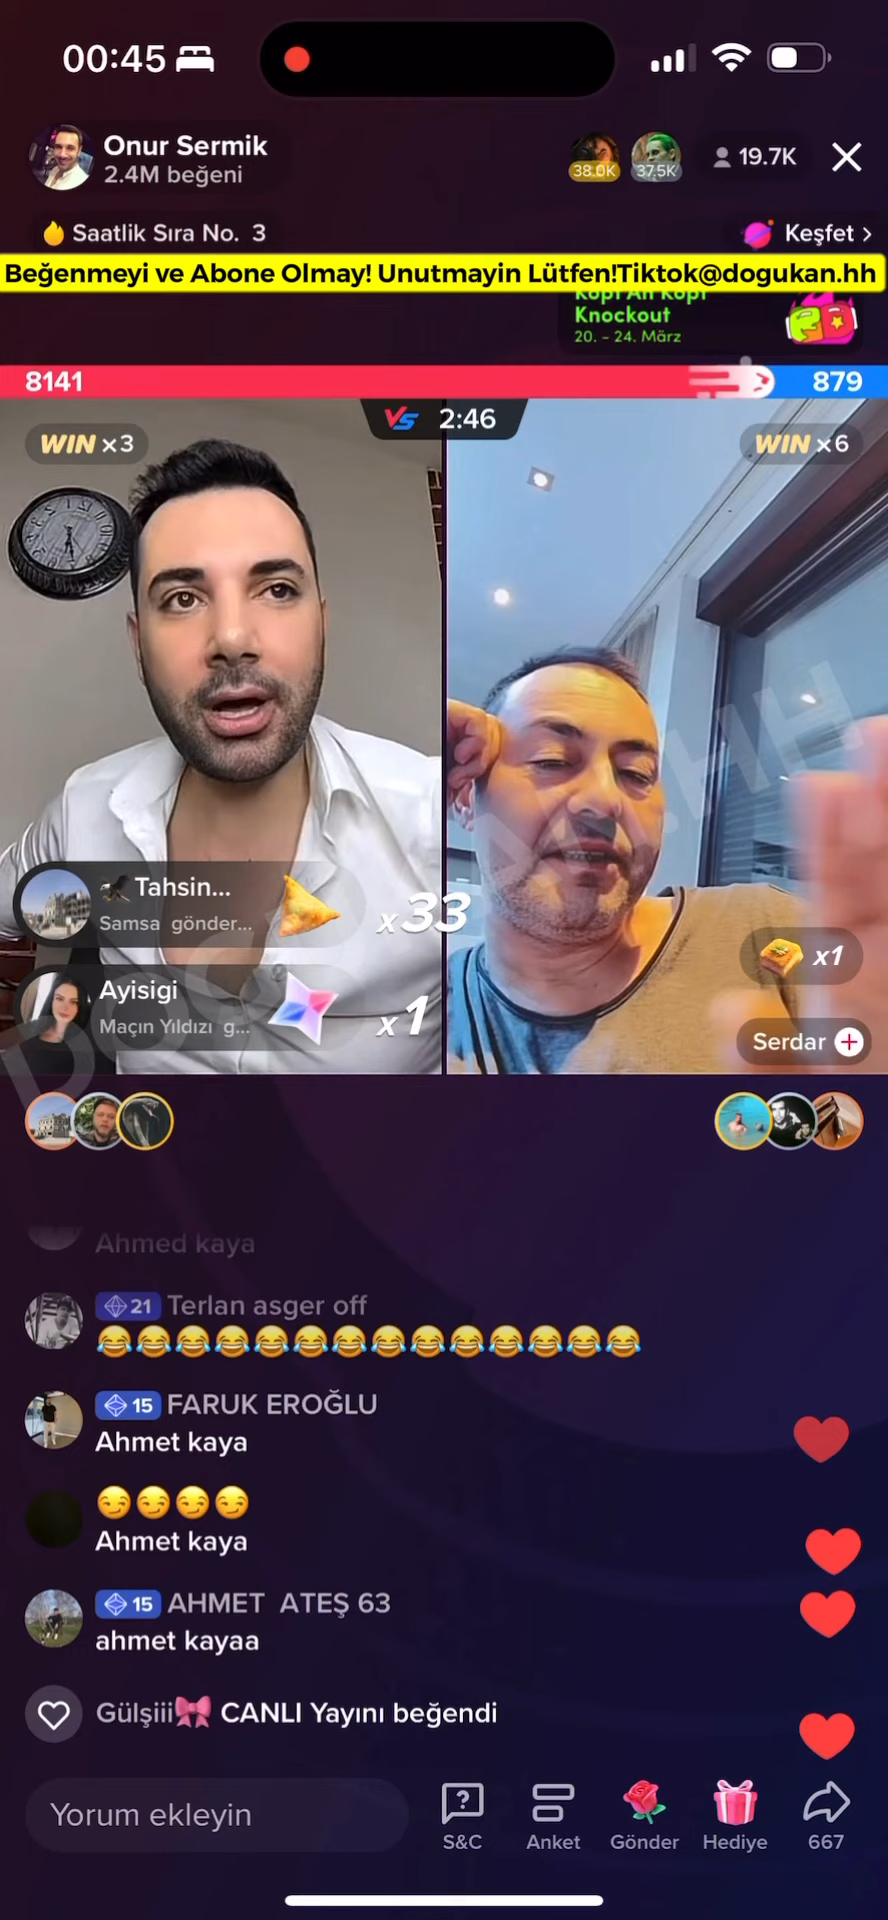 00:45
Onur Sermik
2.4M beğeni
38.0K
37.5K
19.7K
Saatlik Sıra No. 3
Keşfet >
Beğenmeyi ve Abone Olmay! Unutmayin Lütfen!Tiktok@dogukan.hh
Kopf An Kopf
Knockout
20. - 24. März
8141
879
VS 2:46
WIN x3
WIN x6
Tahsin...
Samsa gönder...
x33
Ayisigi
Maçın Yıldızı g...
x1
x1
Serdar
Ahmed kaya
21 Terlan asger off
😂😂😂😂😂😂😂😂😂😂😂😂😂😂
15 FARUK EROĞLU
Ahmet kaya
😏😏😏😏
Ahmet kaya
15 AHMET ATEŞ 63
ahmet kayaa
Gülşiii🎀 CANLI Yayını beğendi
Yorum ekleyin
S&C
Anket
Gönder
Hediye
667